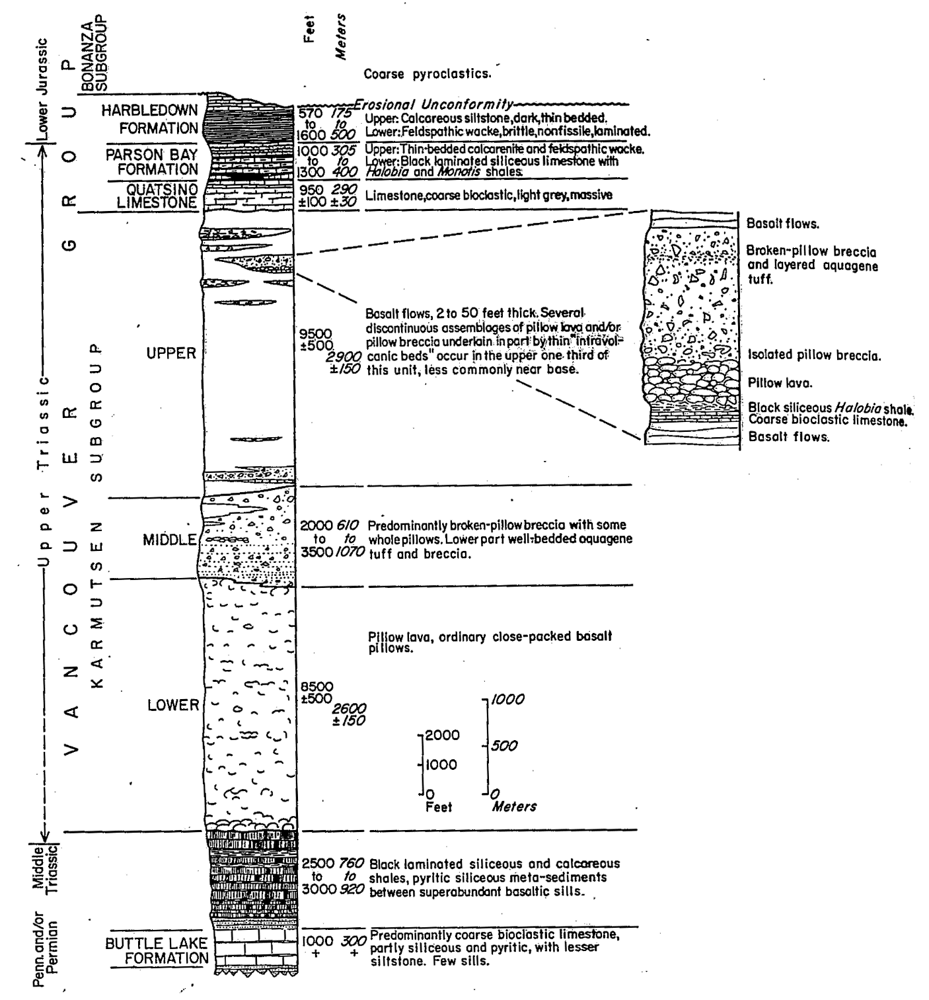 Lower Jurassic
Upper Triassic
Middle
Triassic
Penn. and/or
Permian
VANCOUVER GROUP
BONANZA
SUBGROUP
KARMUTSEN SUBGROUP
Feet
Meters
Coarse pyroclastics.
Erosional Unconformity
HARBLEDOWN
FORMATION
570 175
to to
1600 500
Upper: Calcareous siltstone, dark, thin bedded.
Lower: Feldspathic wacke, brittle, nonfissile, laminated.
PARSON BAY
FORMATION
1000 305
to to
1300 400
Upper: Thin-bedded calcarenite and feldspathic wacke.
Lower: Black laminated siliceous limestone with
Halobia and Monotis shales.
QUATSINO
LIMESTONE
950 290
±100 ±30
Limestone, coarse bioclastic, light grey, massive
UPPER
9500
±500
2900
±150
Basalt flows, 2 to 50 feet thick. Several
discontinuous assemblages of pillow lava and/or
pillow breccia underlain in part by thin "intravol-
canic beds" occur in the upper one third of
this unit, less commonly near base.
Basalt flows.
Broken-pillow breccia
and layered aquagene
tuff.
Isolated pillow breccia.
Pillow lava.
Black siliceous Halobia shale.
Coarse bioclastic limestone.
Basalt flows.
MIDDLE
2000 610
to to
3500 1070
Predominantly broken-pillow breccia with some
whole pillows. Lower part well-bedded aquagene
tuff and breccia.
LOWER
8500
±500
2600
±150
Pillow lava, ordinary close-packed basalt
pillows.
2000
1000
0
Feet
1000
500
0
Meters
2500 760
to to
3000 920
Black laminated siliceous and calcareous
shales, pyritic siliceous meta-sediments
between superabundant basaltic sills.
BUTTLE LAKE
FORMATION
1000 300
+ +
Predominantly coarse bioclastic limestone,
partly siliceous and pyritic, with lesser
siltstone. Few sills.